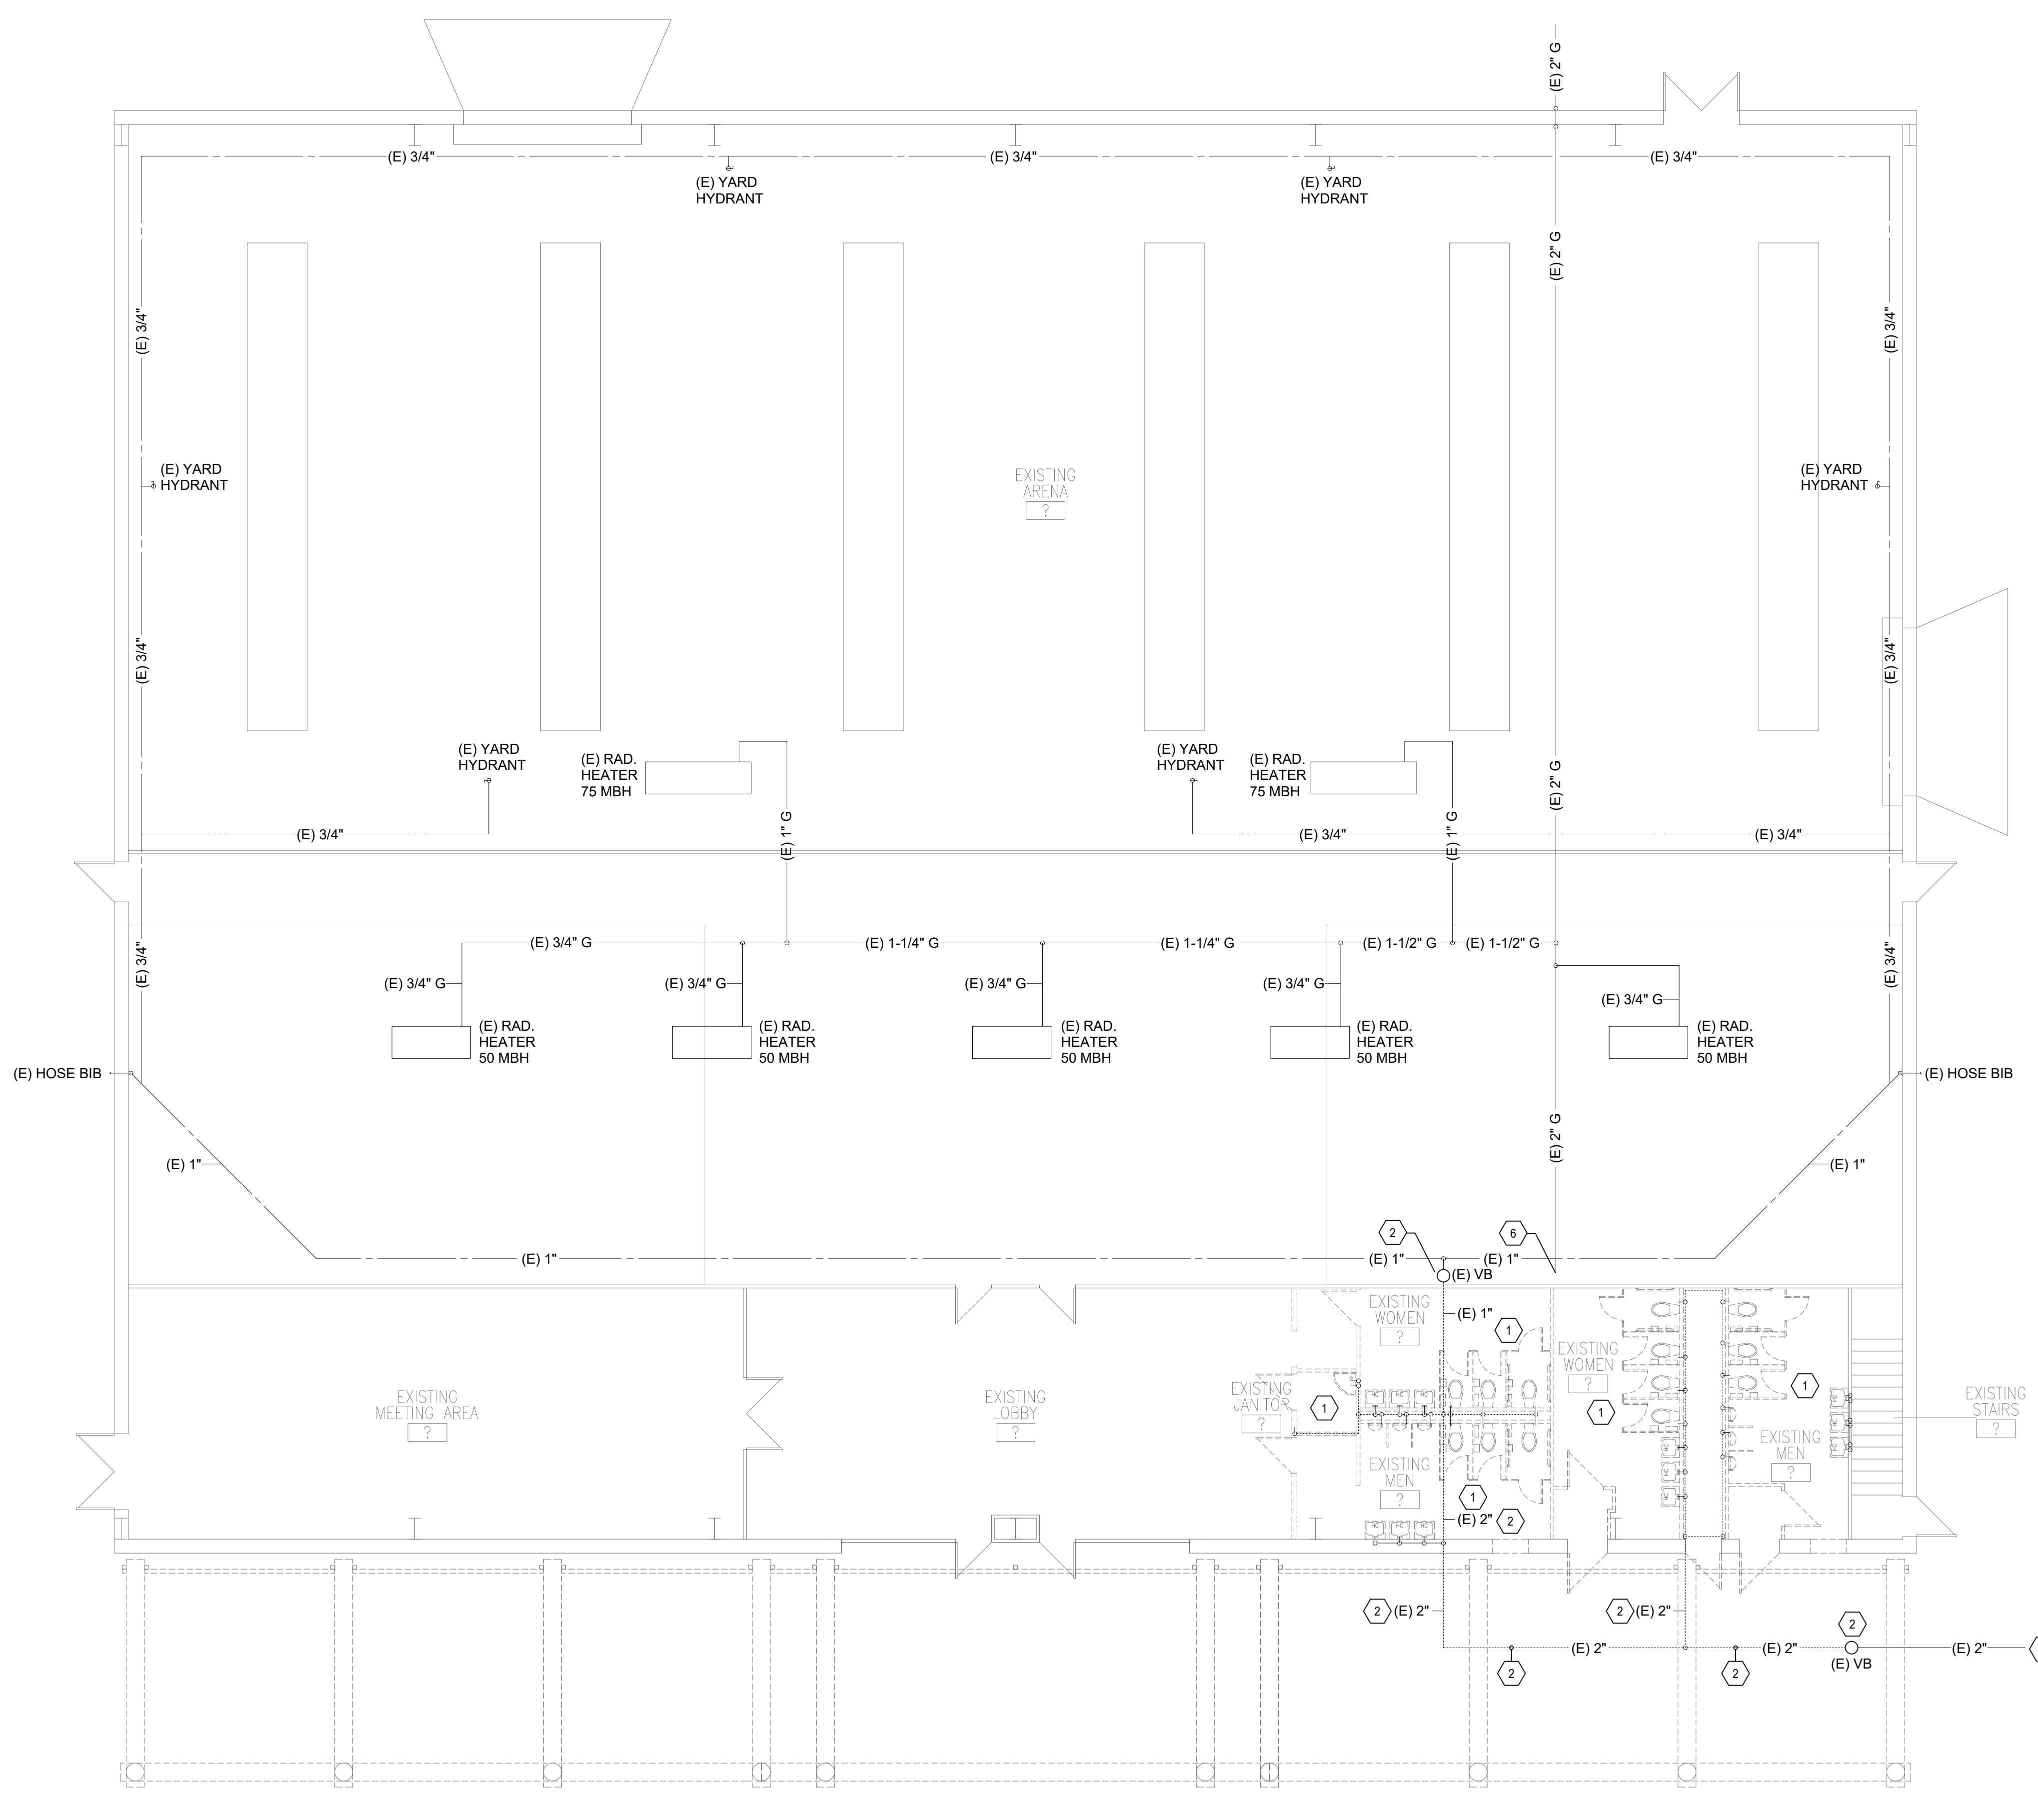 (E) 2" G
(E) 3/4"
(E) 3/4"
(E) 3/4"
(E) YARD
HYDRANT
(E) YARD
HYDRANT
(E) 2" G
(E) 3/4"
(E) 3/4"
(E) YARD
HYDRANT
EXISTING
ARENA
?
(E) YARD
HYDRANT
(E) 3/4"
(E) 3/4"
(E) YARD
HYDRANT
(E) RAD.
HEATER
75 MBH
(E) YARD
HYDRANT
(E) RAD.
HEATER
75 MBH
(E) 2" G
(E) 3/4"
(E) 1" G
(E) 3/4"
(E) 1" G
(E) 3/4"
(E) 3/4"
(E) 3/4" G
(E) 1-1/4" G
(E) 1-1/4" G
(E) 1-1/2" G
(E) 1-1/2" G
(E) 3/4"
(E) 3/4" G
(E) 3/4" G
(E) 3/4" G
(E) 3/4" G
(E) 3/4" G
(E) RAD.
HEATER
50 MBH
(E) RAD.
HEATER
50 MBH
(E) RAD.
HEATER
50 MBH
(E) RAD.
HEATER
50 MBH
(E) RAD.
HEATER
50 MBH
(E) HOSE BIB
(E) HOSE BIB
(E) 2" G
(E) 1"
(E) 1"
2
6
(E) 1"
(E) 1"
(E) 1"
(E) VB
EXISTING
WOMEN
?
(E) 1"
1
EXISTING
WOMEN
?
EXISTING
MEETING AREA
?
EXISTING
LOBBY
?
EXISTING
JANITOR
?
1
1
1
EXISTING
STAIRS
?
EXISTING
MEN
?
EXISTING
MEN
?
1
(E) 2"
2
2
(E) 2"
2
(E) 2"
2
(E) 2"
(E) 2"
(E) VB
(E) 2"
2
2